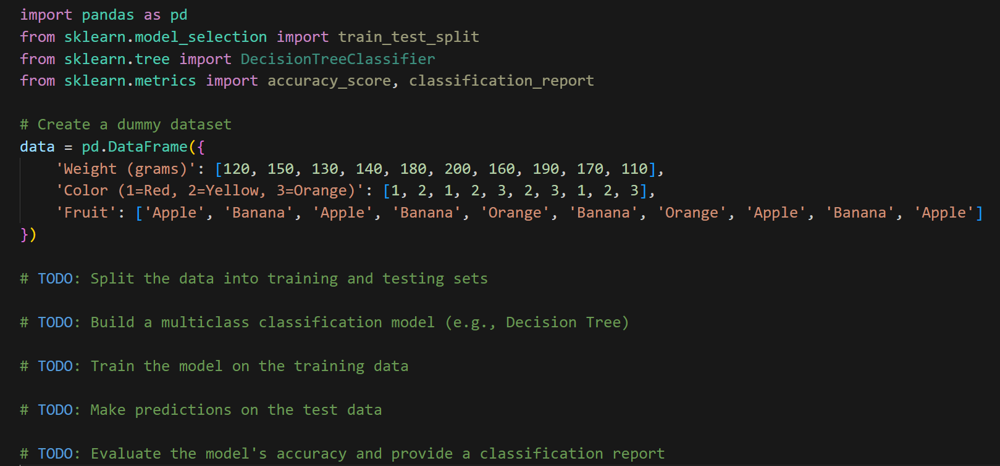 import pandas as pd
from sklearn.model_selection import train_test_split
from sklearn.tree import DecisionTreeClassifier
from sklearn.metrics import accuracy_score, classification_report

# Create a dummy dataset
data = pd.DataFrame({
    'Weight (grams)': [120, 150, 130, 140, 180, 200, 160, 190, 170, 110],
    'Color (1=Red, 2=Yellow, 3=Orange)': [1, 2, 1, 2, 3, 2, 3, 1, 2, 3],
    'Fruit': ['Apple', 'Banana', 'Apple', 'Banana', 'Orange', 'Banana', 'Orange', 'Apple', 'Banana', 'Apple']
})

# TODO: Split the data into training and testing sets

# TODO: Build a multiclass classification model (e.g., Decision Tree)

# TODO: Train the model on the training data

# TODO: Make predictions on the test data

# TODO: Evaluate the model's accuracy and provide a classification report